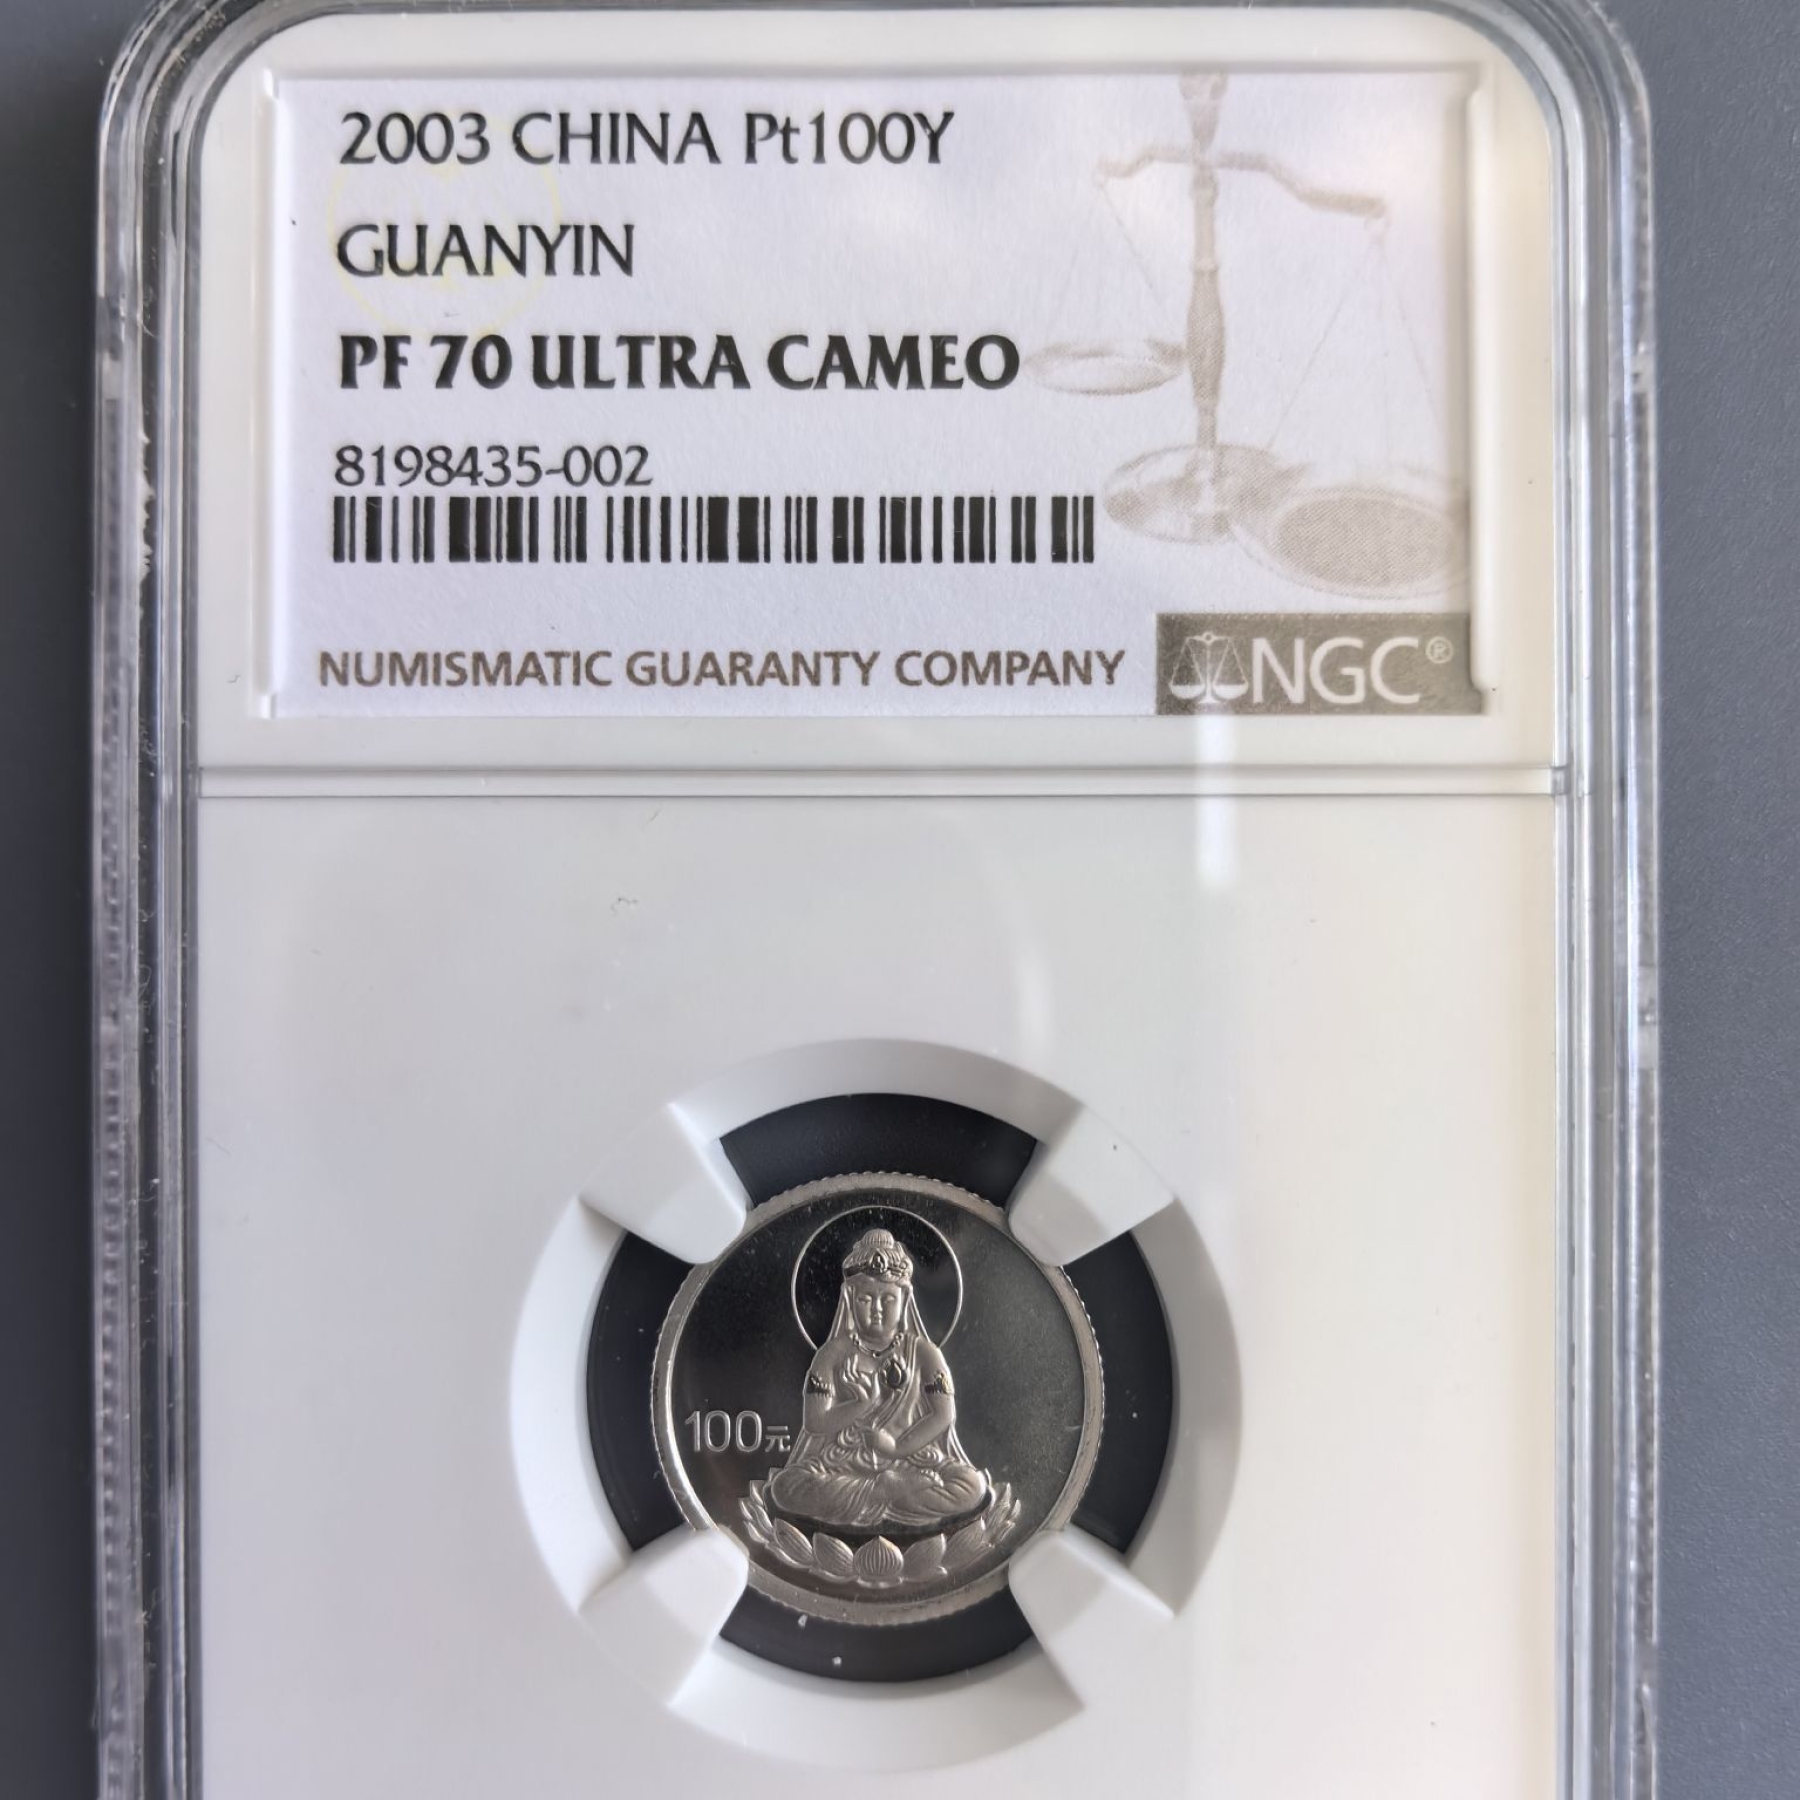 2003 CHINA Pt100Y
GUANYIN
PF 70 ULTRA CAMEO
8198435-002
NUMISMATIC GUARANTY COMPANY
NGC®
100元